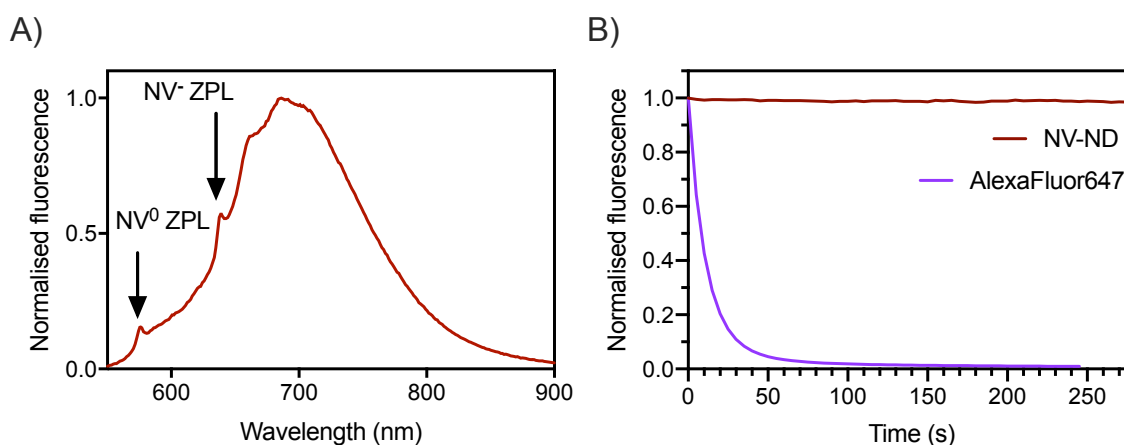 A)
Normalised fluorescence
1.0
0.5
0.0
NV⁻ ZPL
NV⁰ ZPL
600
700
800
900
Wavelength (nm)
B)
Normalised fluorescence
1.0
0.8
0.6
0.4
0.2
0.0
NV-ND
AlexaFluor647
0
50
100
150
200
250
Time (s)